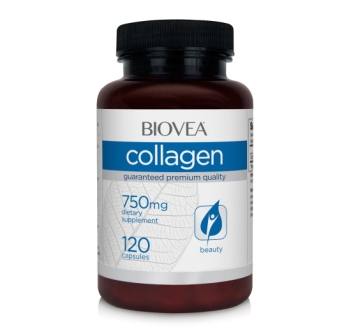 BIOVEA
collagen
guaranteed premium quality
750mg
dietary
supplement
120
capsules
beauty